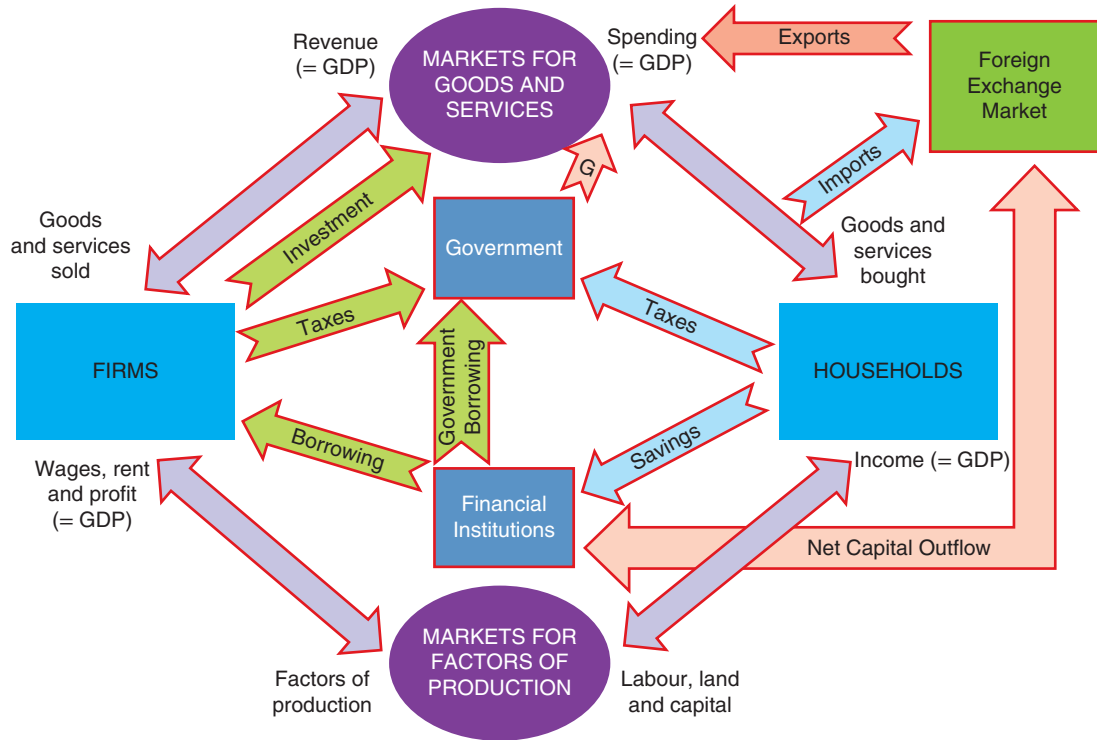 Revenue
(= GDP)
MARKETS FOR
GOODS AND
SERVICES
Spending
(= GDP)
Exports
Foreign
Exchange
Market
G
Imports
Goods
and services
sold
Investment
Government
Goods and
services
bought
Taxes
Taxes
FIRMS
Government
Borrowing
HOUSEHOLDS
Borrowing
Savings
Wages, rent
and profit
(= GDP)
Financial
Institutions
Income (= GDP)
Net Capital Outflow
MARKETS FOR
FACTORS OF
PRODUCTION
Factors of
production
Labour, land
and capital